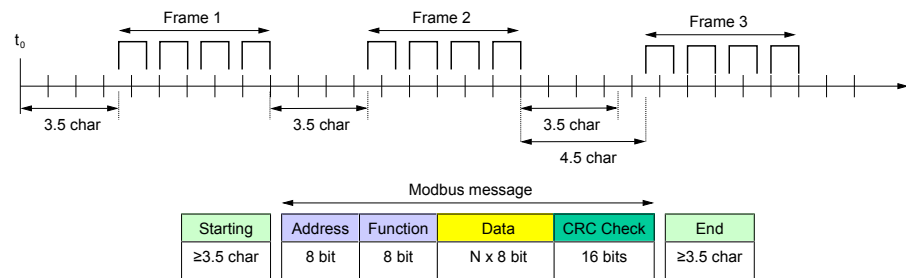 Frame 1 Frame 2 Frame 3
t0
3.5 char 3.5 char 3.5 char
4.5 char
Modbus message
Starting Address Function Data CRC Check End
≥3.5 char 8 bit 8 bit N x 8 bit 16 bits ≥3.5 char